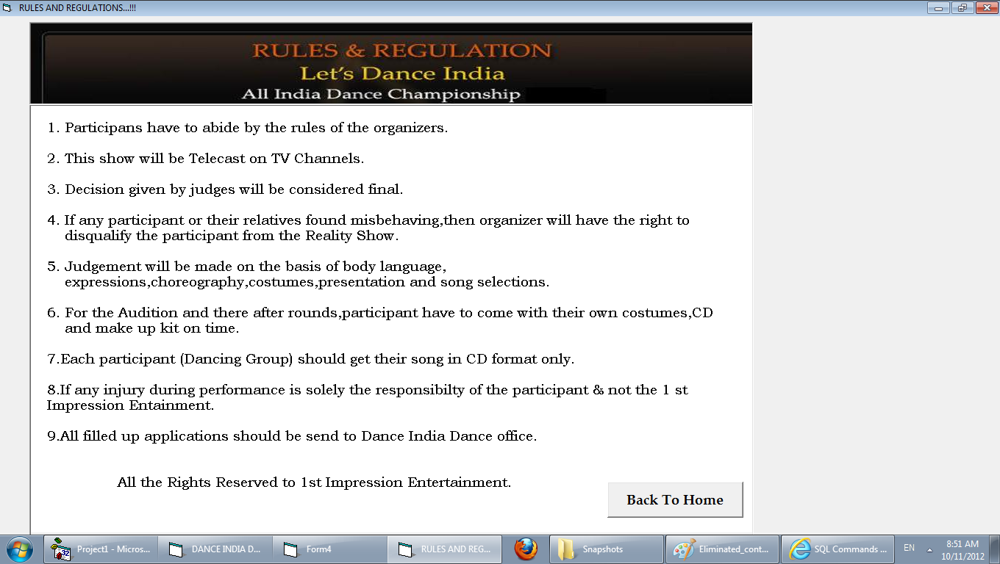 RULES AND REGULATIONS...!!!
RULES & REGULATION
Let's Dance India
All India Dance Championship
1. Participans have to abide by the rules of the organizers.
2. This show will be Telecast on TV Channels.
3. Decision given by judges will be considered final.
4. If any participant or their relatives found misbehaving,then organizer will have the right to
disqualify the participant from the Reality Show.
5. Judgement will be made on the basis of body language,
expressions,choreography,costumes,presentation and song selections.
6. For the Audition and there after rounds,participant have to come with their own costumes,CD
and make up kit on time.
7.Each participant (Dancing Group) should get their song in CD format only.
8.If any injury during performance is solely the responsibilty of the participant & not the 1 st
Impression Entainment.
9.All filled up applications should be send to Dance India Dance office.
All the Rights Reserved to 1st Impression Entertainment.
Back To Home
32
Project1 - Micros...
DANCE INDIA D...
Form4
RULES AND REG...
Snapshots
Eliminated_cont...
SQL Commands ...
EN
8:51 AM
10/11/2012